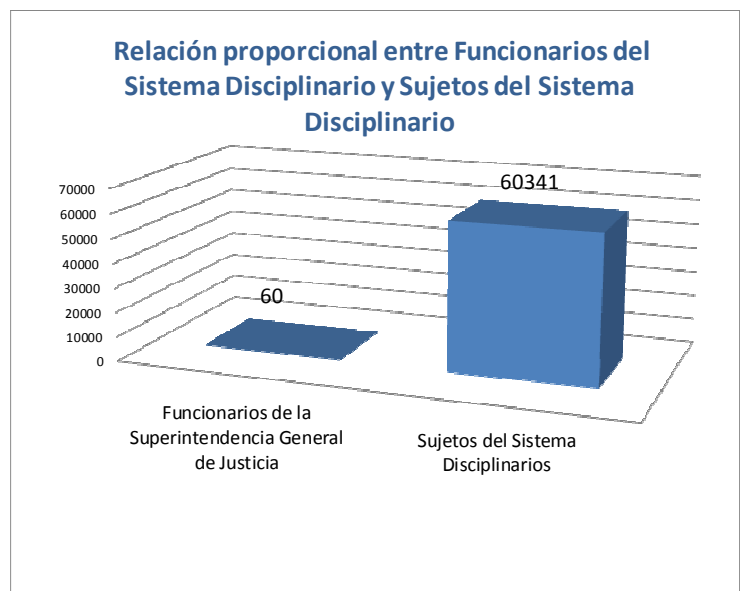 Relación proporcional entre Funcionarios del
Sistema Disciplinario y Sujetos del Sistema
Disciplinario
60341
70000
60000
50000
40000
30000
20000
10000
0
60
Funcionarios de la
Superintendencia General
de Justicia
Sujetos del Sistema
Disciplinarios